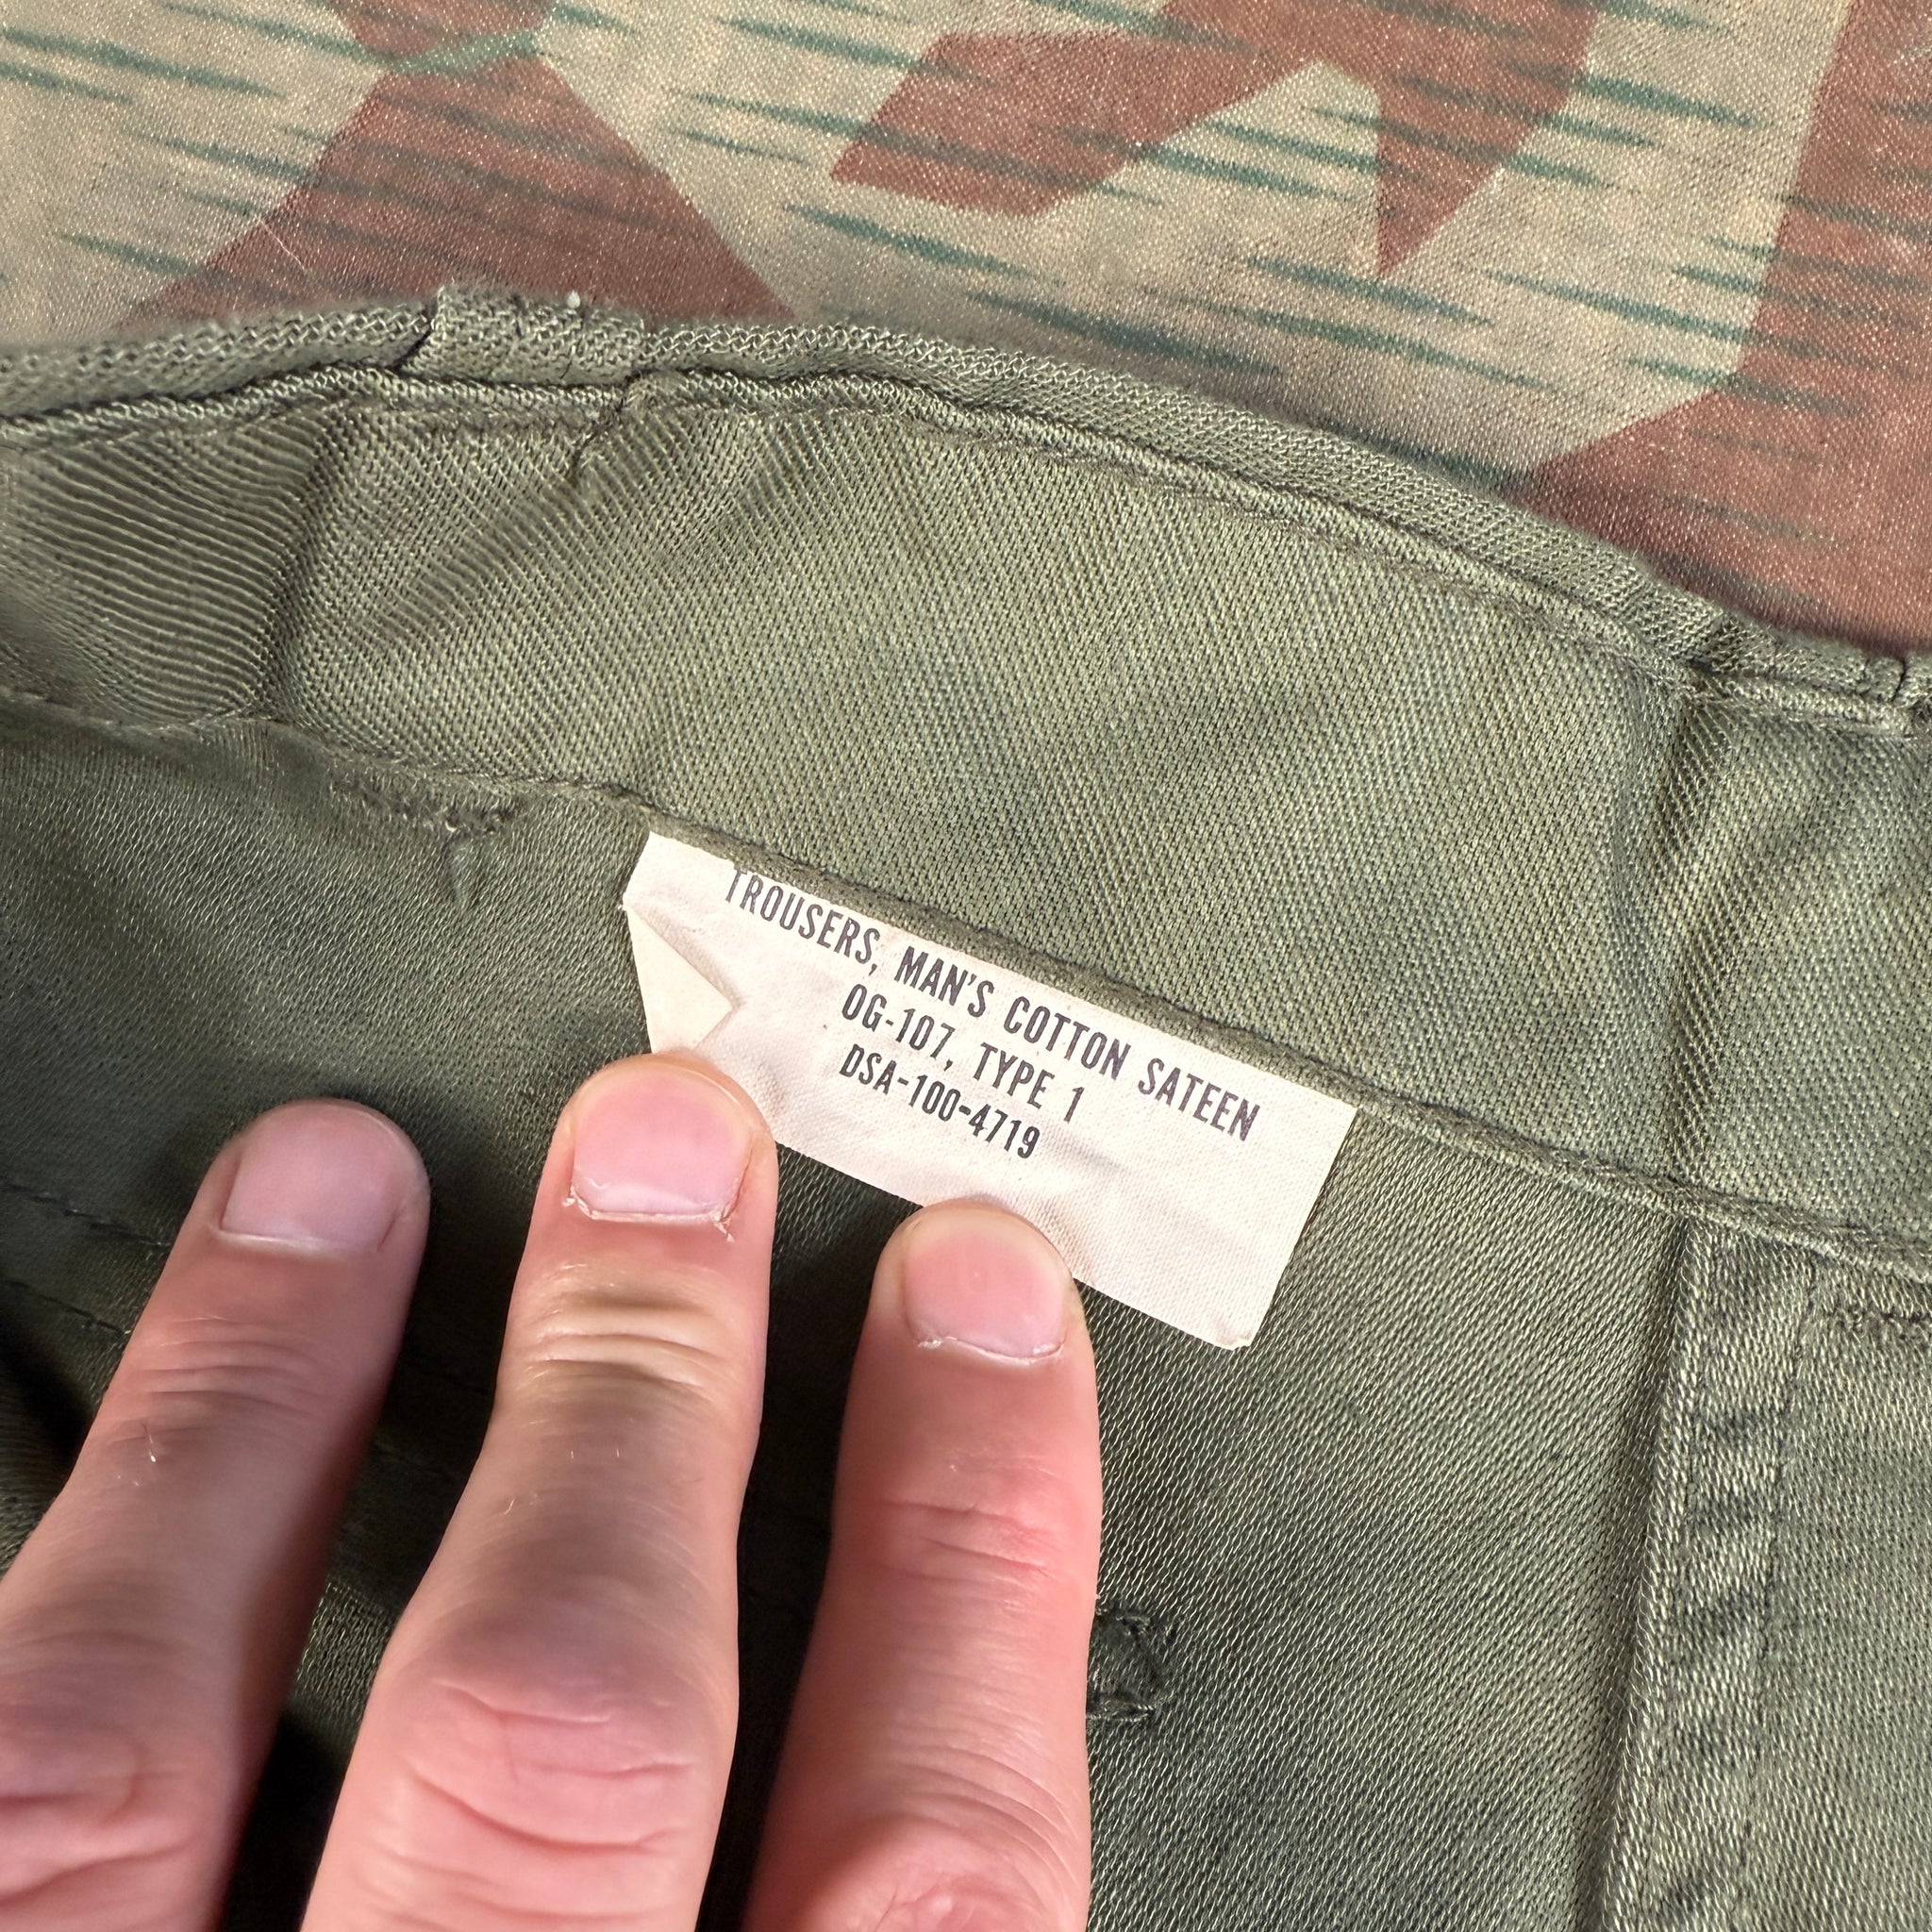 TROUSERS, MAN'S COTTON SATEEN
OG-107, TYPE 1
DSA-100-4719